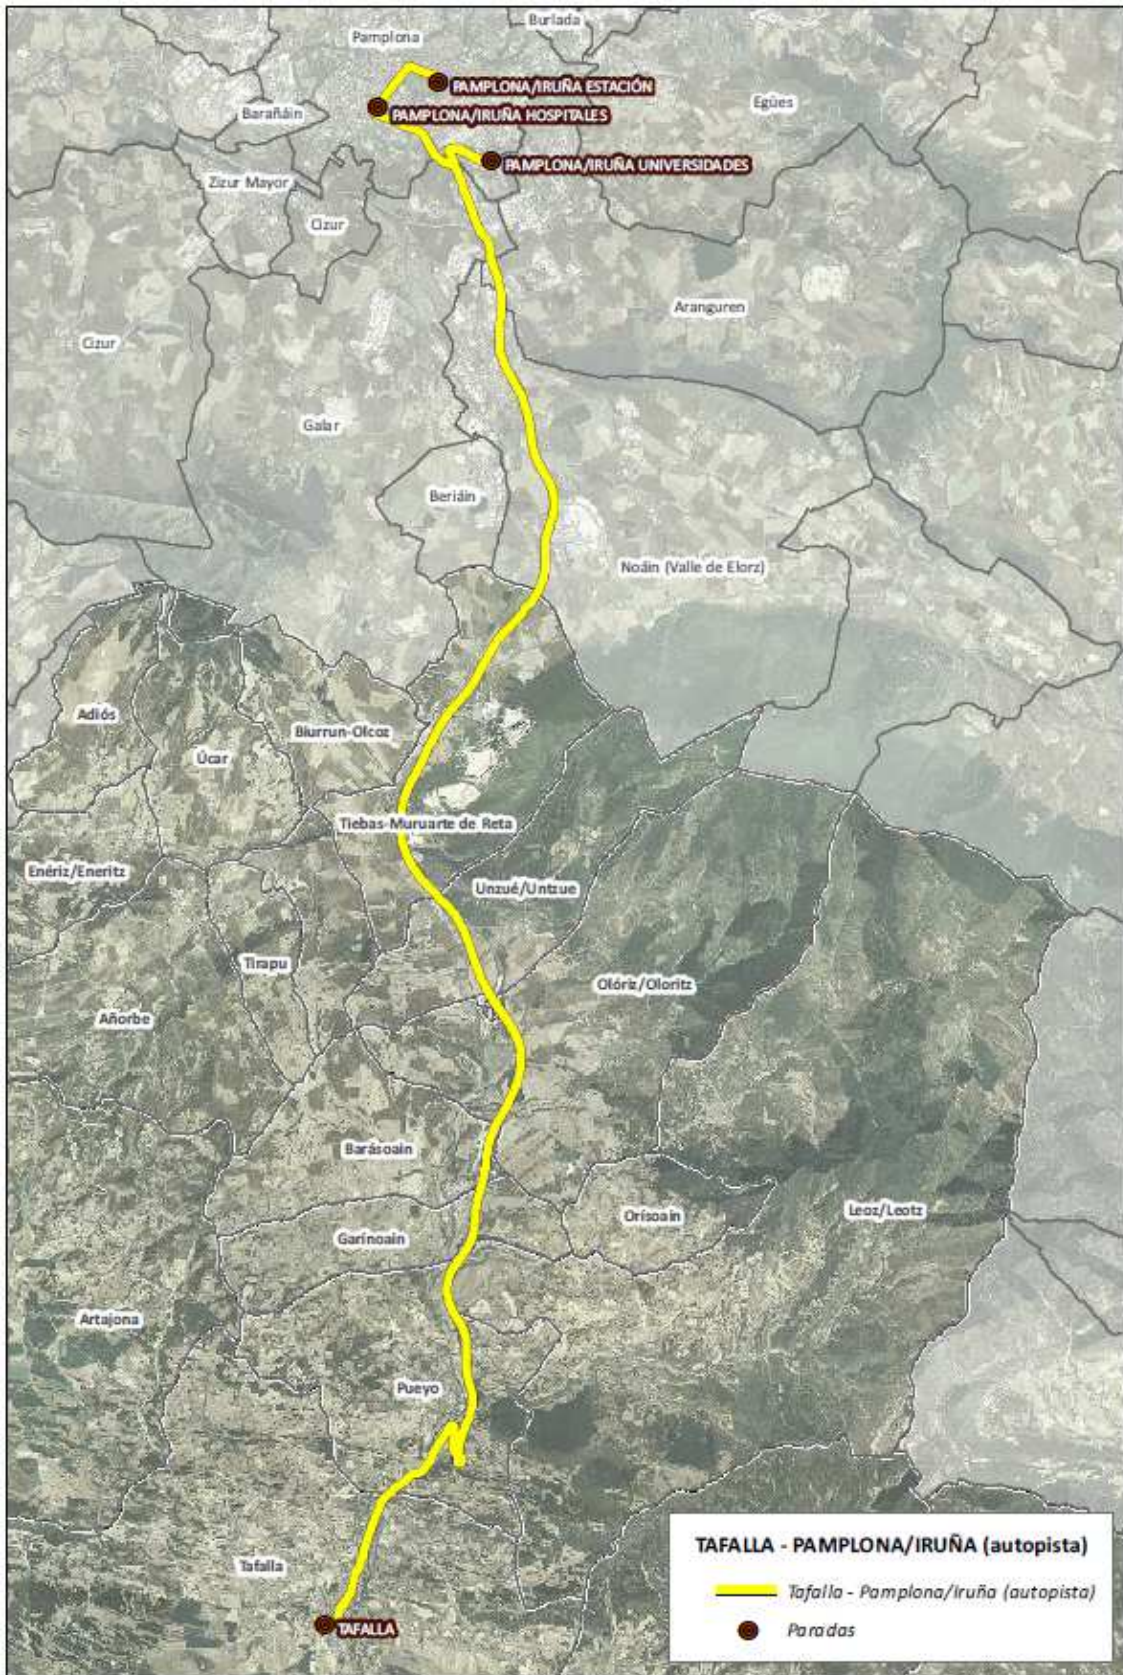 Burlada
Pamplona
PAMPLONA/IRUÑA ESTACIÓN
Egües
PAMPLONA/IRUÑA HOSPITALES
Barañáin
PAMPLONA/IRUÑA UNIVERSIDADES
Zizur Mayor
Cizur
Aranguren
Cizur
Galar
Beriáin
Noáin (Valle de Elorz)
Adiós
Biurrun-Olcoz
Úcar
Tiebas-Muruarte de Reta
Enériz/Eneritz
Unzué/Untzue
Tirapu
Olóriz/Oloritz
Añorbe
Barásoain
Leoz/Leotz
Orísoain
Garínoain
Artajona
Pueyo
TAFALLA - PAMPLONA/IRUÑA (autopista)
Tafalla
Tafalla - Pamplona/Iruña (autopista)
TAFALLA
Paradas